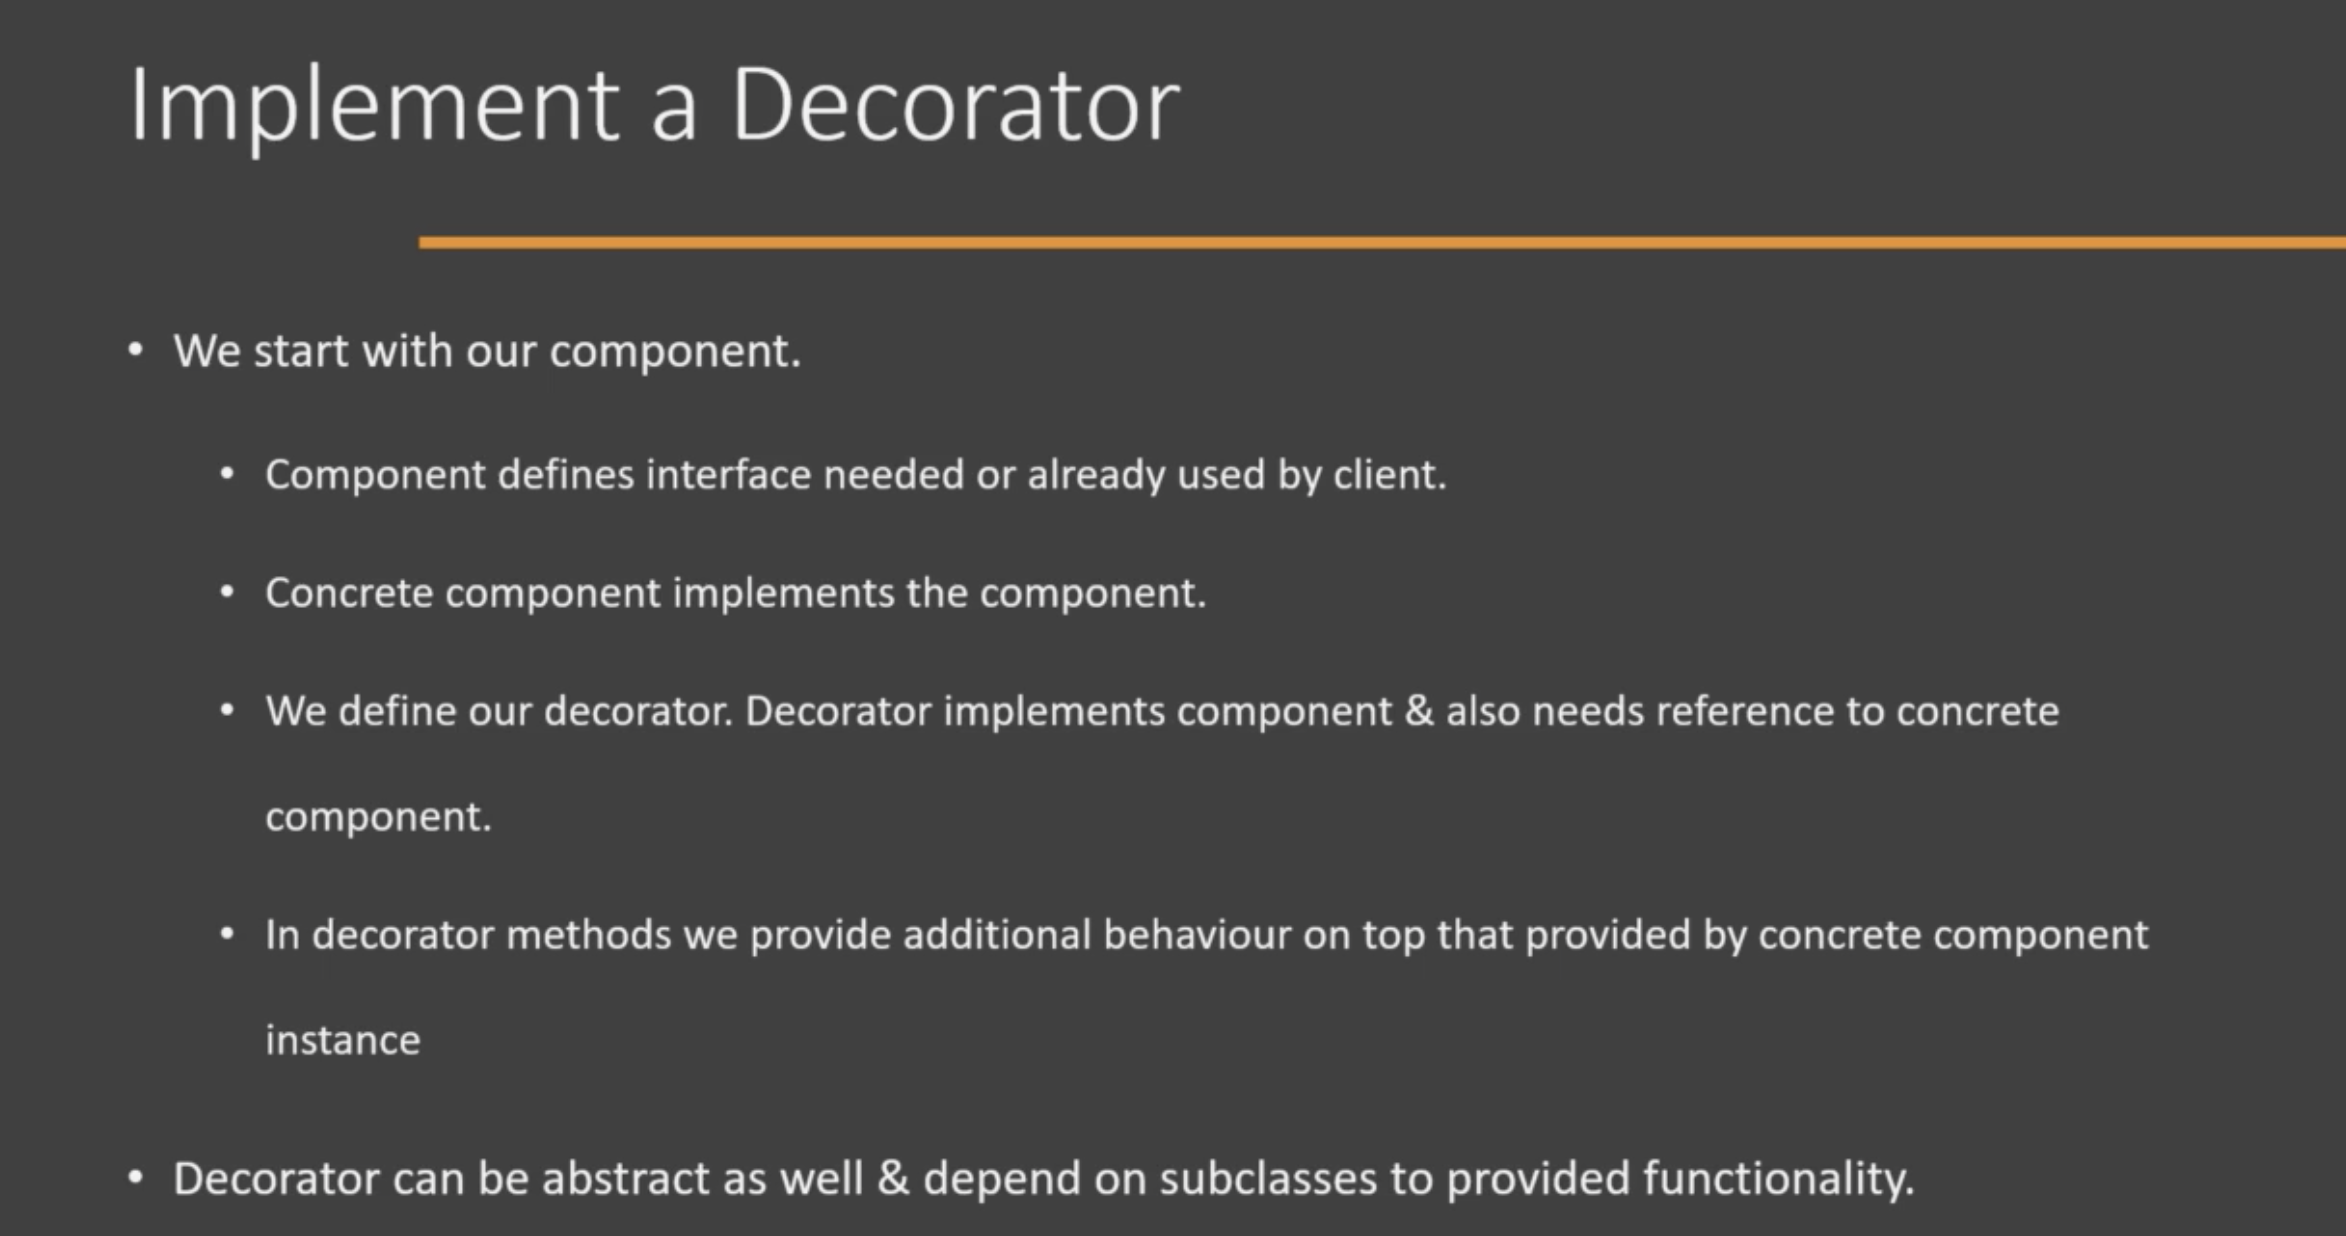 Implement a Decorator
• We start with our component.
• Component defines interface needed or already used by client.
• Concrete component implements the component.
• We define our decorator. Decorator implements component & also needs reference to concrete
component.
• In decorator methods we provide additional behaviour on top that provided by concrete component
instance
• Decorator can be abstract as well & depend on subclasses to provided functionality.